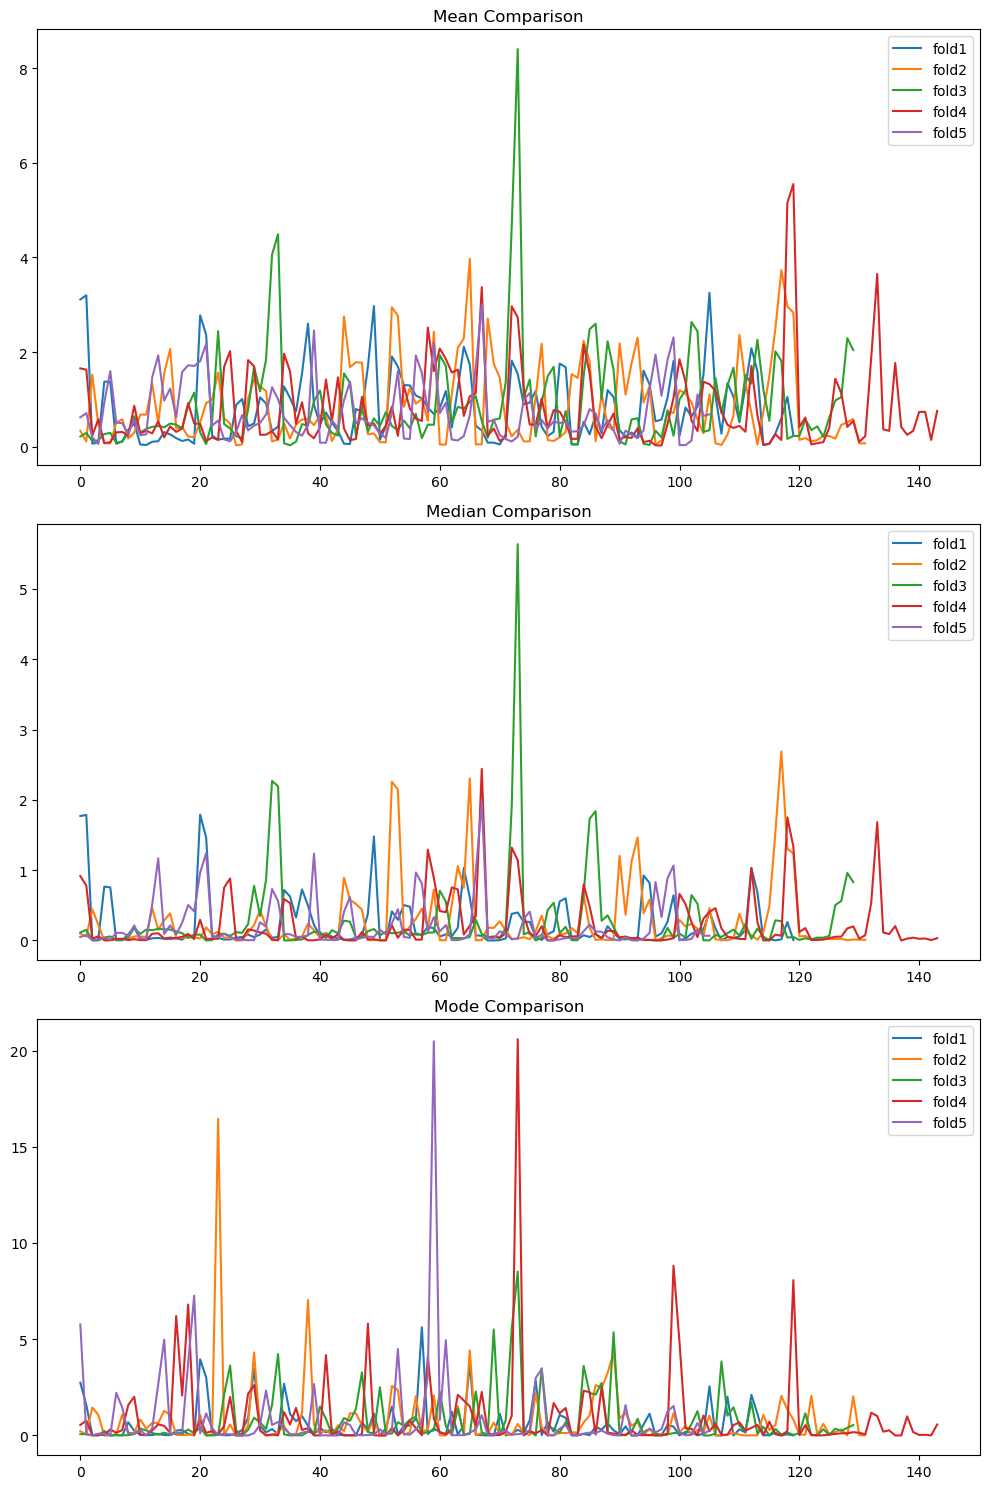 Mean Comparison
8
6
4
2
0
fold1
fold2
fold3
fold4
fold5
0 20 40 60 80 100 120 140
Median Comparison
5
4
3
2
1
0
fold1
fold2
fold3
fold4
fold5
0 20 40 60 80 100 120 140
Mode Comparison
20
15
10
5
0
fold1
fold2
fold3
fold4
fold5
0 20 40 60 80 100 120 140